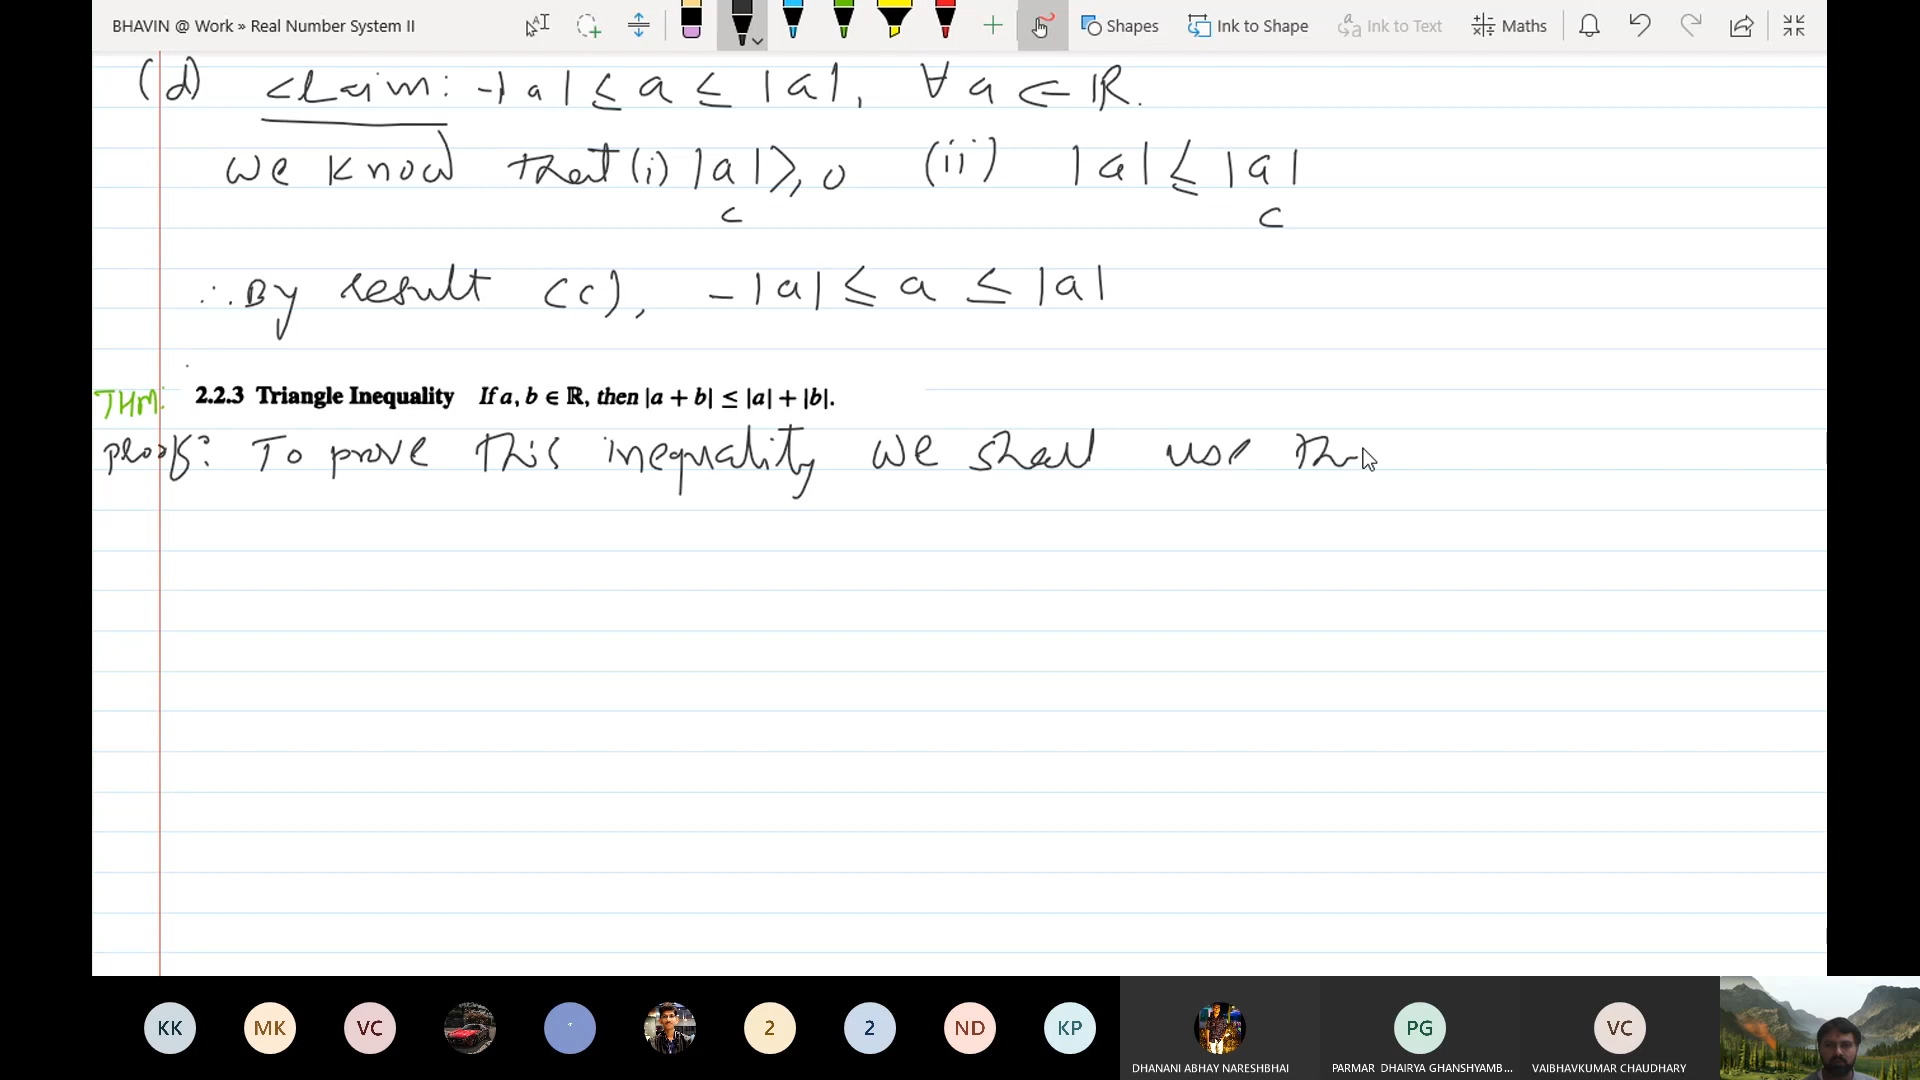 BHAVIN @ Work » Real Number System II
Shapes
Ink to Shape
Ink to Text
Maths
(d) claim: -|a| ≤ a ≤ |a|, ∀ a ∈ ℝ.
We know that (i) |a| ≥, 0 (ii) |a| ≤ |a|
c c
∴ By result (c), -|a| ≤ a ≤ |a|
THM: 2.2.3 Triangle Inequality If a, b ∈ ℝ, then |a + b| ≤ |a| + |b|.
Proof: To prove this inequality we shall use the
KK MK VC 2 2 ND KP PG VC
DHANANI ABHAY NARESHBHAI PARMAR DHAIRYA GHANSHYAMB... VAIBHAVKUMAR CHAUDHARY